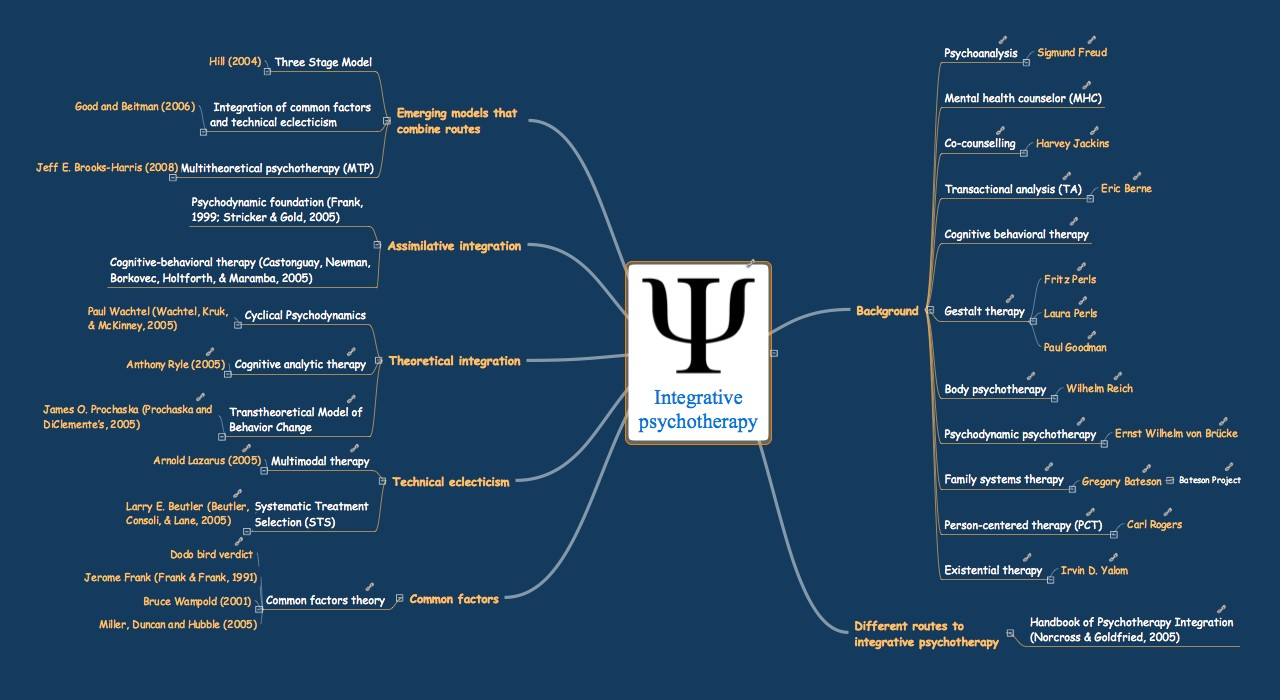 Ψ
Integrative
psychotherapy
Emerging models that
combine routes
Three Stage Model
Hill (2004)
Integration of common factors
and technical eclecticism
Good and Beitman (2006)
Multitheoretical psychotherapy (MTP)
Jeff E. Brooks-Harris (2008)
Assimilative integration
Psychodynamic foundation (Frank,
1999; Stricker & Gold, 2005)
Cognitive-behavioral therapy (Castonguay, Newman,
Borkovec, Holtforth, & Maramba, 2005)
Theoretical integration
Cyclical Psychodynamics
Paul Wachtel (Wachtel, Kruk,
& McKinney, 2005)
Cognitive analytic therapy
Anthony Ryle (2005)
Transtheoretical Model of
Behavior Change
James O. Prochaska (Prochaska and
DiClemente's, 2005)
Technical eclecticism
Multimodal therapy
Arnold Lazarus (2005)
Systematic Treatment
Selection (STS)
Larry E. Beutler (Beutler,
Consoli, & Lane, 2005)
Common factors
Common factors theory
Dodo bird verdict
Jerome Frank (Frank & Frank, 1991)
Bruce Wampold (2001)
Miller, Duncan and Hubble (2005)
Background
Psychoanalysis
Sigmund Freud
Mental health counselor (MHC)
Co-counselling
Harvey Jackins
Transactional analysis (TA)
Eric Berne
Cognitive behavioral therapy
Gestalt therapy
Fritz Perls
Laura Perls
Paul Goodman
Body psychotherapy
Wilhelm Reich
Psychodynamic psychotherapy
Ernst Wilhelm von Brücke
Family systems therapy
Gregory Bateson
Bateson Project
Person-centered therapy (PCT)
Carl Rogers
Existential therapy
Irvin D. Yalom
Different routes to
integrative psychotherapy
Handbook of Psychotherapy Integration
(Norcross & Goldfried, 2005)